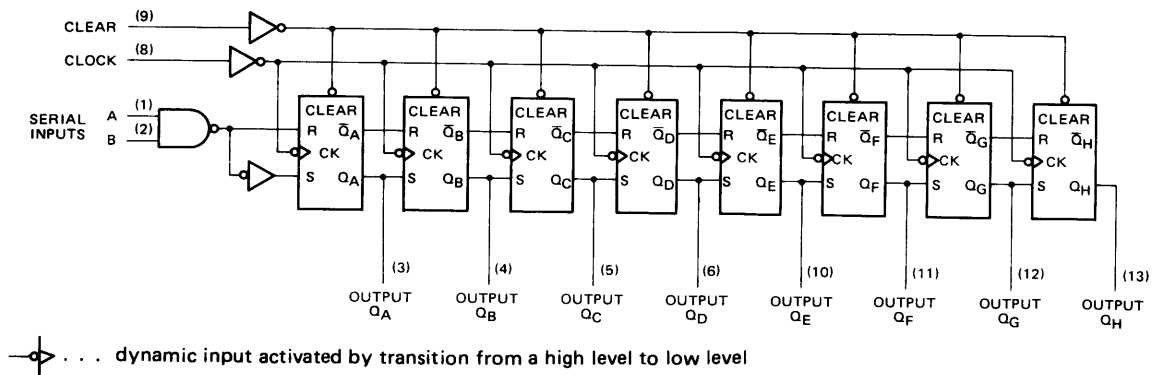 CLEAR (9)
CLOCK (8)
SERIAL INPUTS A (1)
B (2)
CLEAR CLEAR CLEAR CLEAR CLEAR CLEAR CLEAR CLEAR
R Q̄A R Q̄B R Q̄C R Q̄D R Q̄E R Q̄F R Q̄G R Q̄H
CK CK CK CK CK CK CK CK
S QA S QB S QC S QD S QE S QF S QG S QH
(3) (4) (5) (6) (10) (11) (12) (13)
OUTPUT OUTPUT OUTPUT OUTPUT OUTPUT OUTPUT OUTPUT OUTPUT
QA QB QC QD QE QF QG QH
. . . dynamic input activated by transition from a high level to low level